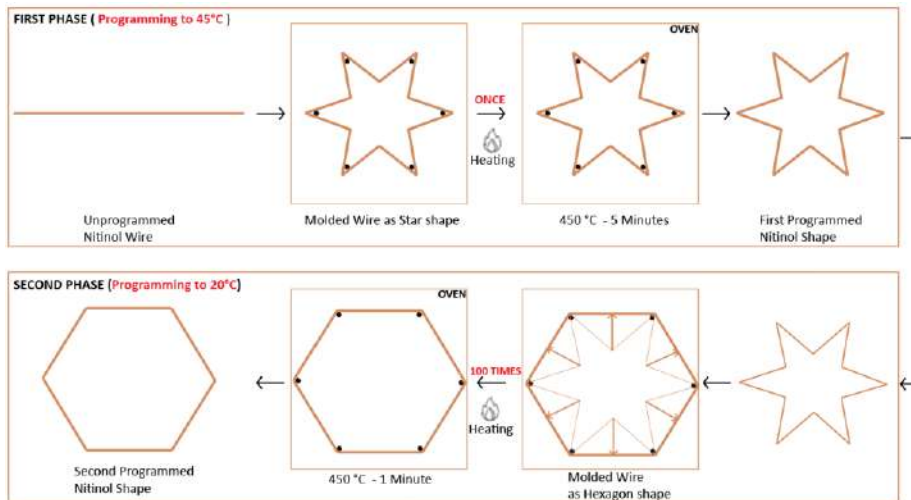 FIRST PHASE ( Programming to 45°C )
OVEN
ONCE
Heating
Unprogrammed
Nitinol Wire
Molded Wire as Star shape
450 °C - 5 Minutes
First Programmed
Nitinol Shape
SECOND PHASE (Programming to 20°C)
OVEN
100 TIMES
Heating
Second Programmed
Nitinol Shape
450 °C - 1 Minute
Molded Wire
as Hexagon shape